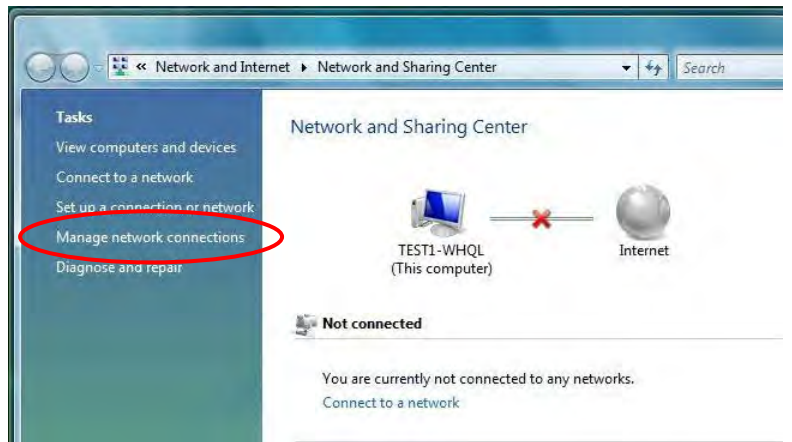 « Network and Internet ▸ Network and Sharing Center
Search
Tasks
View computers and devices
Connect to a network
Set up a connection or network
Manage network connections
Diagnose and repair
Network and Sharing Center
TEST1-WHQL
(This computer)
Internet
Not connected
You are currently not connected to any networks.
Connect to a network